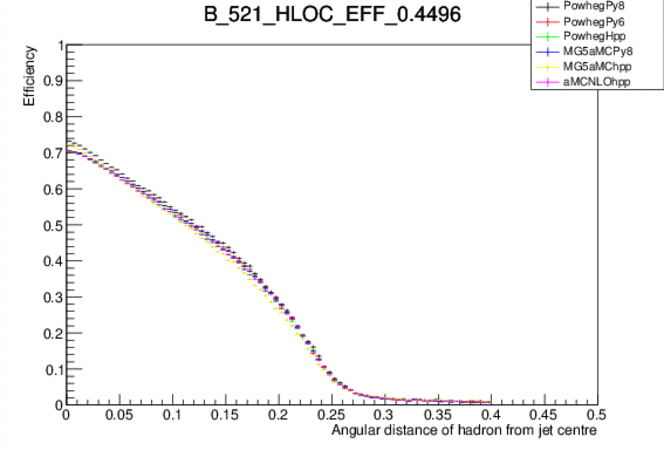 B_521_HLOC_EFF_0.4496
PowhegPy8
PowhegPy6
PowhegHpp
MG5aMCPy8
MG5aMChpp
aMCNLOhpp
Efficiency
1
0.9
0.8
0.7
0.6
0.5
0.4
0.3
0.2
0.1
0
0 0.05 0.1 0.15 0.2 0.25 0.3 0.35 0.4 0.45 0.5
Angular distance of hadron from jet centre